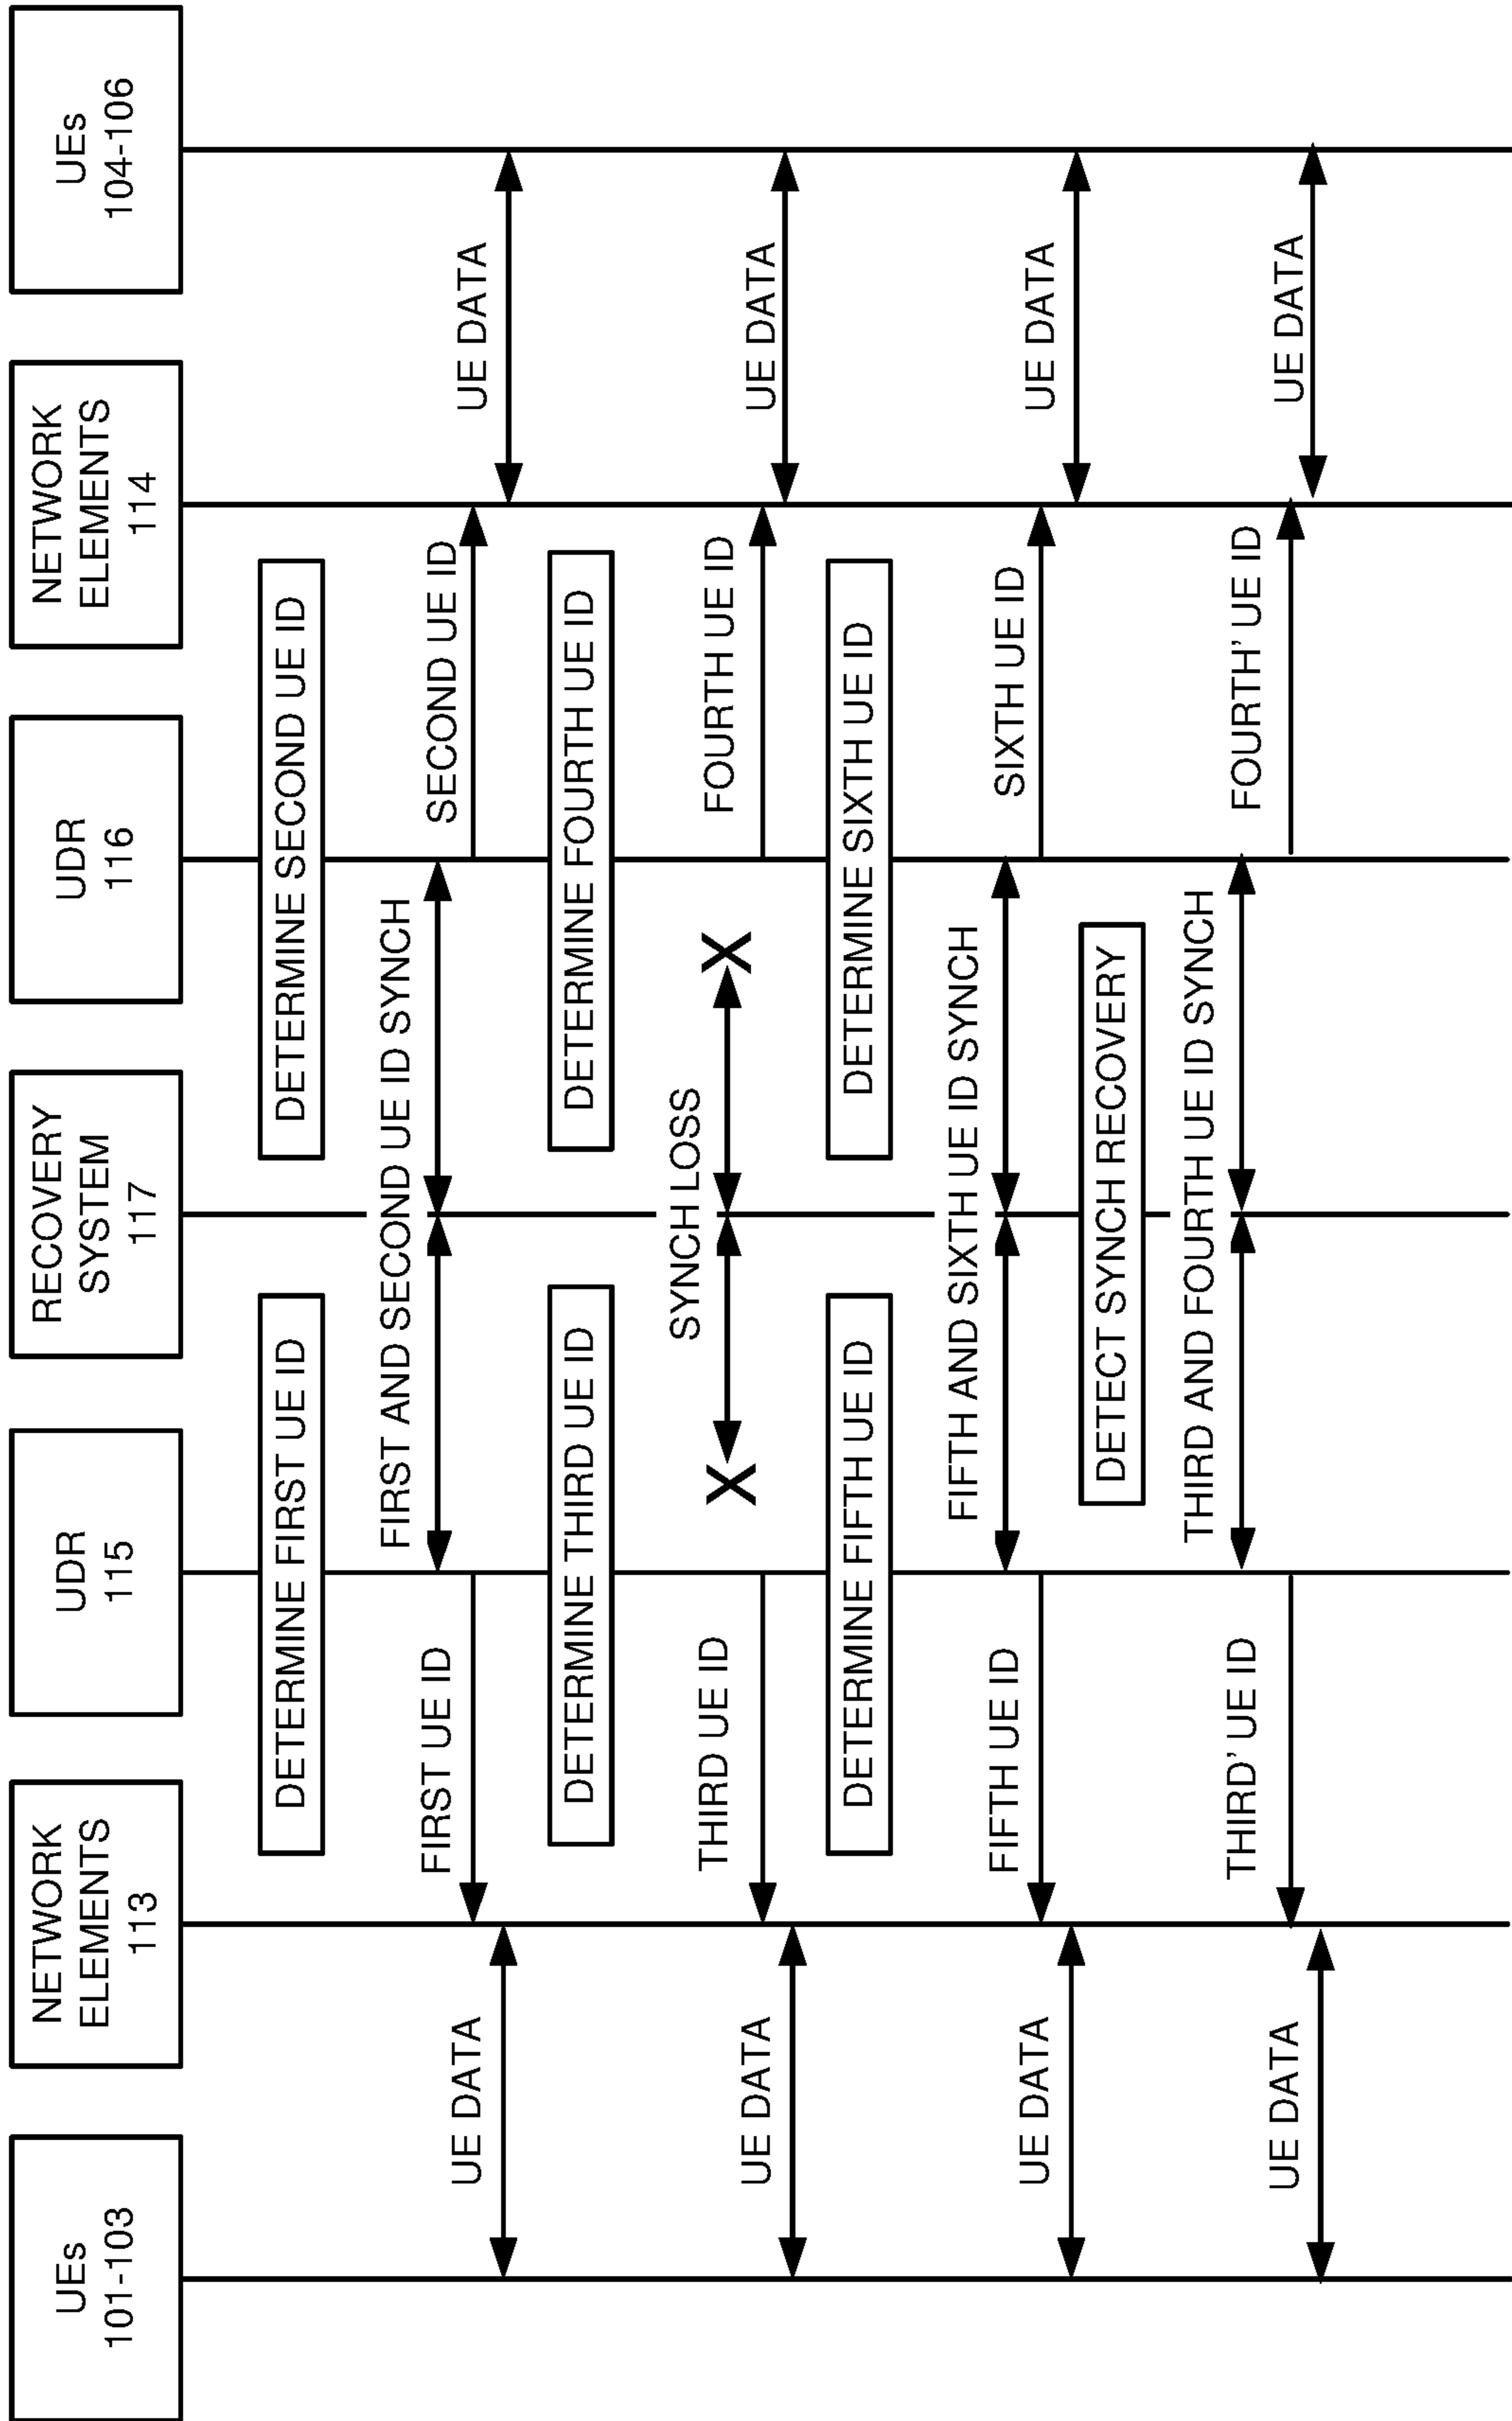 UEs
101-103
NETWORK
ELEMENTS
113
UDR
115
RECOVERY
SYSTEM
117
UDR
116
NETWORK
ELEMENTS
114
UEs
104-106
DETERMINE FIRST UE ID
DETERMINE SECOND UE ID
FIRST AND SECOND UE ID SYNCH
FIRST UE ID
SECOND UE ID
UE DATA
UE DATA
DETERMINE THIRD UE ID
DETERMINE FOURTH UE ID
SYNCH LOSS
X
X
THIRD UE ID
FOURTH UE ID
UE DATA
UE DATA
DETERMINE FIFTH UE ID
DETERMINE SIXTH UE ID
FIFTH AND SIXTH UE ID SYNCH
FIFTH UE ID
SIXTH UE ID
UE DATA
UE DATA
DETECT SYNCH RECOVERY
THIRD AND FOURTH UE ID SYNCH
THIRD' UE ID
FOURTH' UE ID
UE DATA
UE DATA